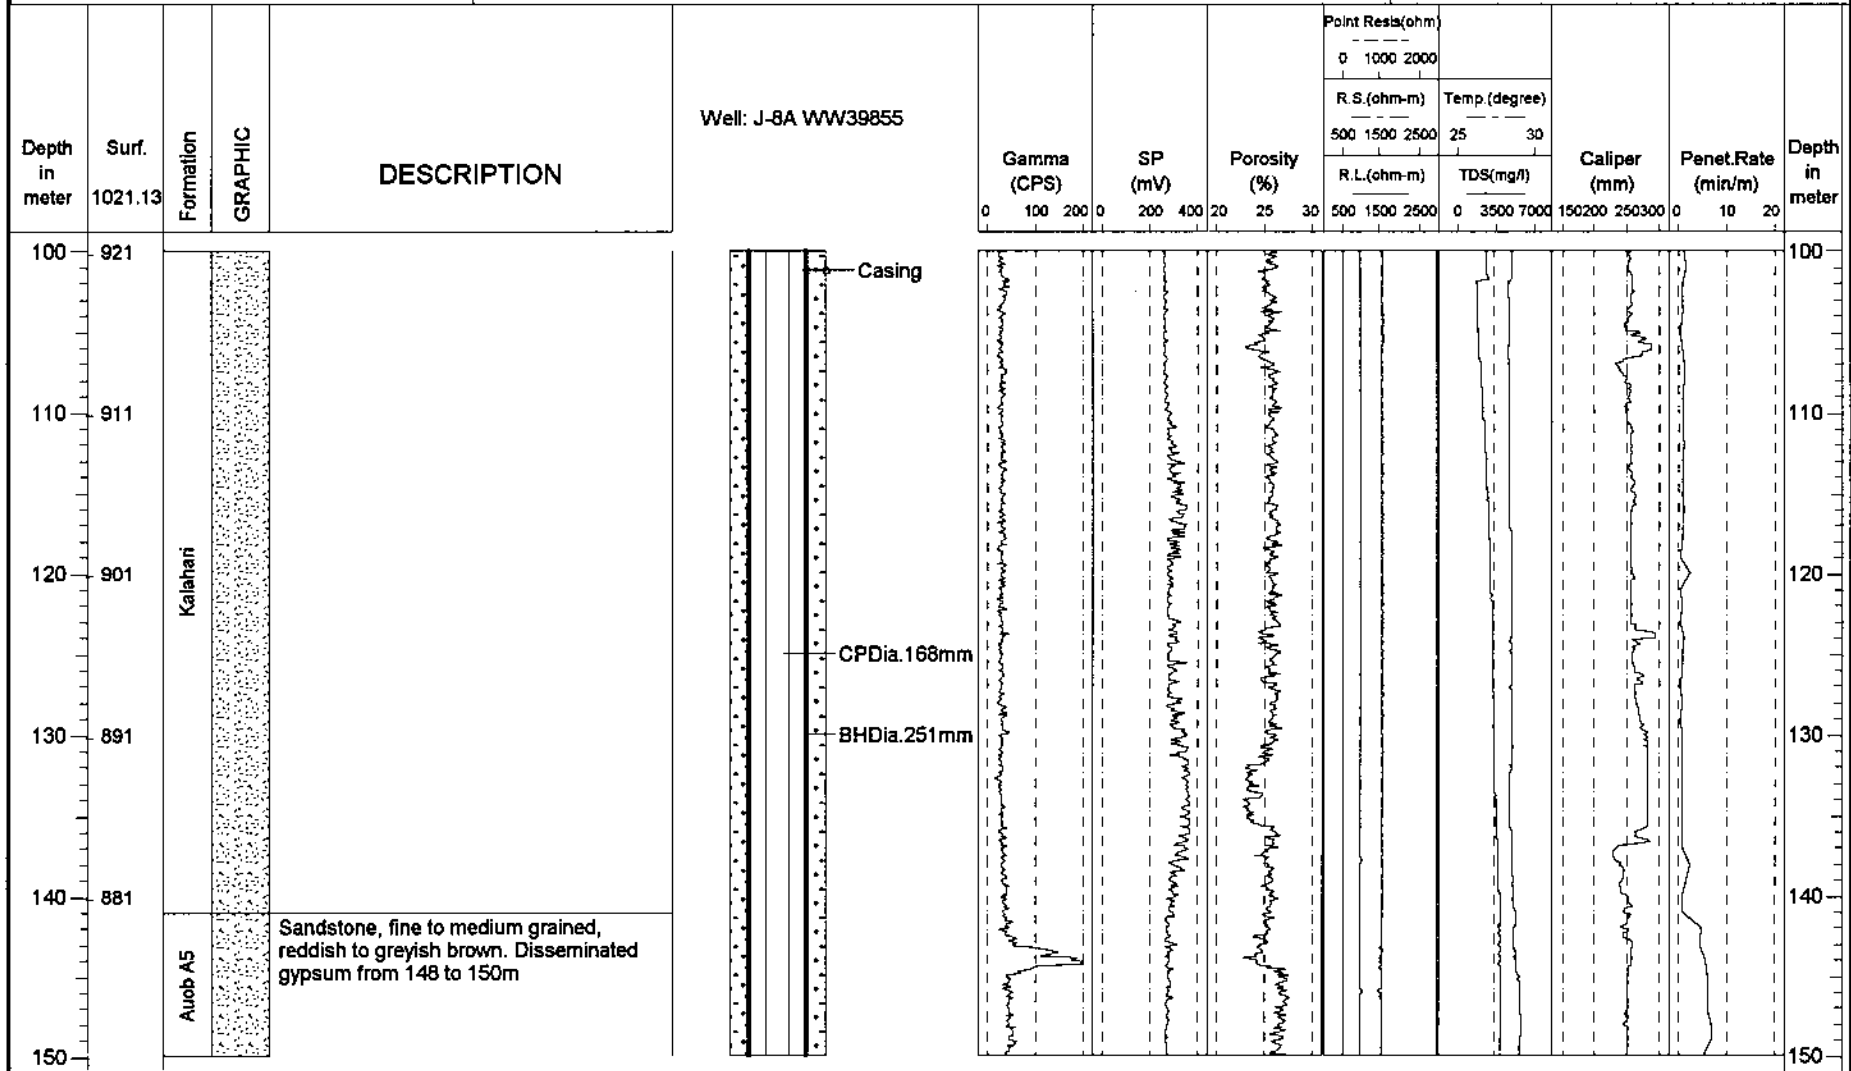 Point Resis(ohm)
0 1000 2000
R.S.(ohm-m) Temp.(degree)
500 1500 2500 25 30
Well: J-8A WW39855
Depth in meter
Surf. 1021.13
Formation
GRAPHIC
DESCRIPTION
Gamma (CPS)
SP (mV)
Porosity (%)
R.L.(ohm-m)
TDS(mg/l)
Caliper (mm)
Penet.Rate (min/m)
Depth in meter
0 100 200 0 200 400 20 25 30 500 1500 2500 0 3500 7000 150 200 250 300 0 10 20
100 921 100
Casing
110 911 110
120 901 120
Kalahari
CPDia.168mm
130 891 BHDia.251mm 130
140 881 140
Sandstone, fine to medium grained,
reddish to greyish brown. Disseminated
gypsum from 148 to 150m
Auob A5
150 150